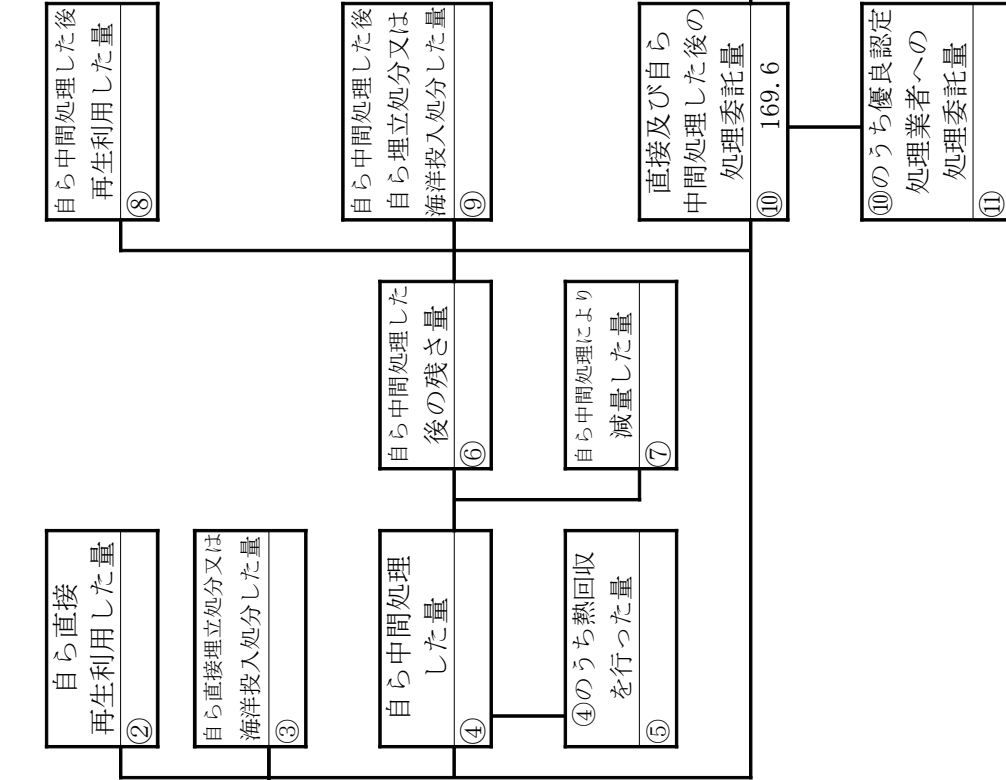 自ら直接
再生利用した量
②
自ら直接埋立処分又は
海洋投入処分した量
③
自ら中間処理
した量
④
④のうち熱回収
を行った量
⑤
自ら中間処理した
後の残さ量
⑥
自ら中間処理により
減量した量
⑦
自ら中間処理した後
再生利用した量
⑧
自ら中間処理した後
自ら埋立処分又は
海洋投入処分した量
⑨
直接及び自ら
中間処理した後の
処理委託量
⑩ 169.6
⑩のうち優良認定
処理業者への
処理委託量
⑪